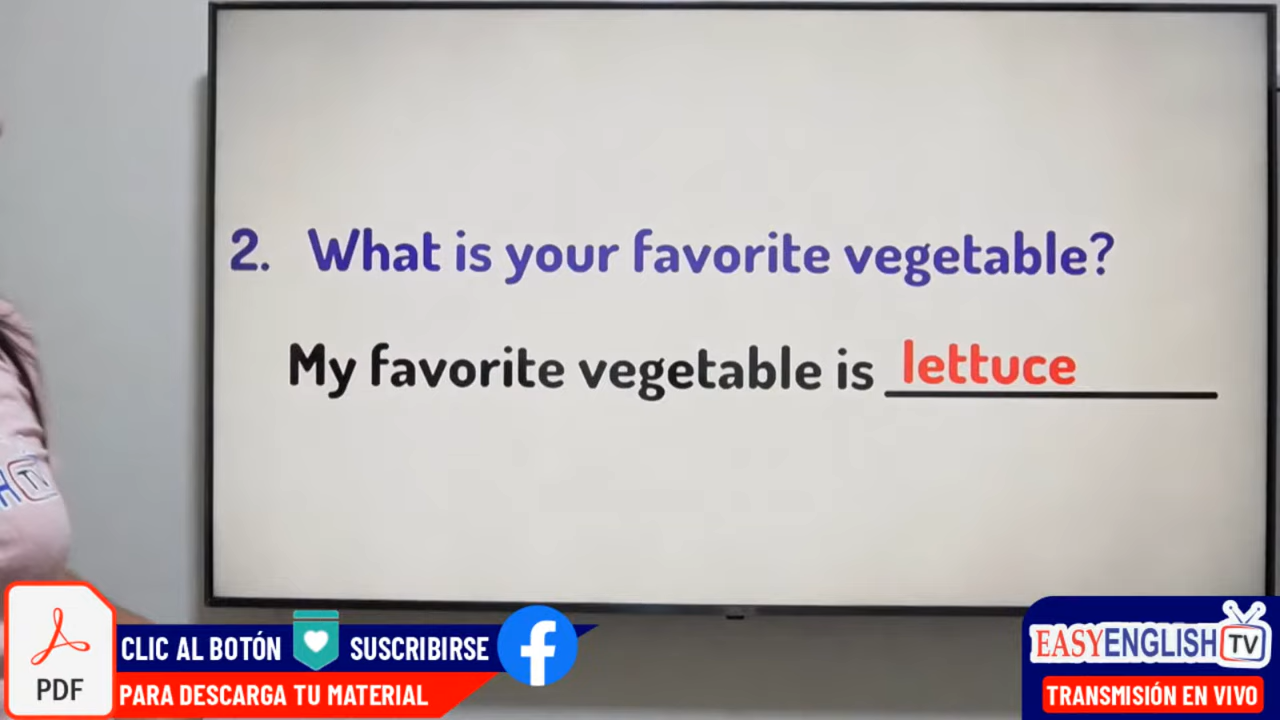 2. What is your favorite vegetable?
My favorite vegetable is lettuce
TV
PDF
CLIC AL BOTÓN SUSCRIBIRSE
PARA DESCARGA TU MATERIAL
EASYENGLISH TV
TRANSMISIÓN EN VIVO